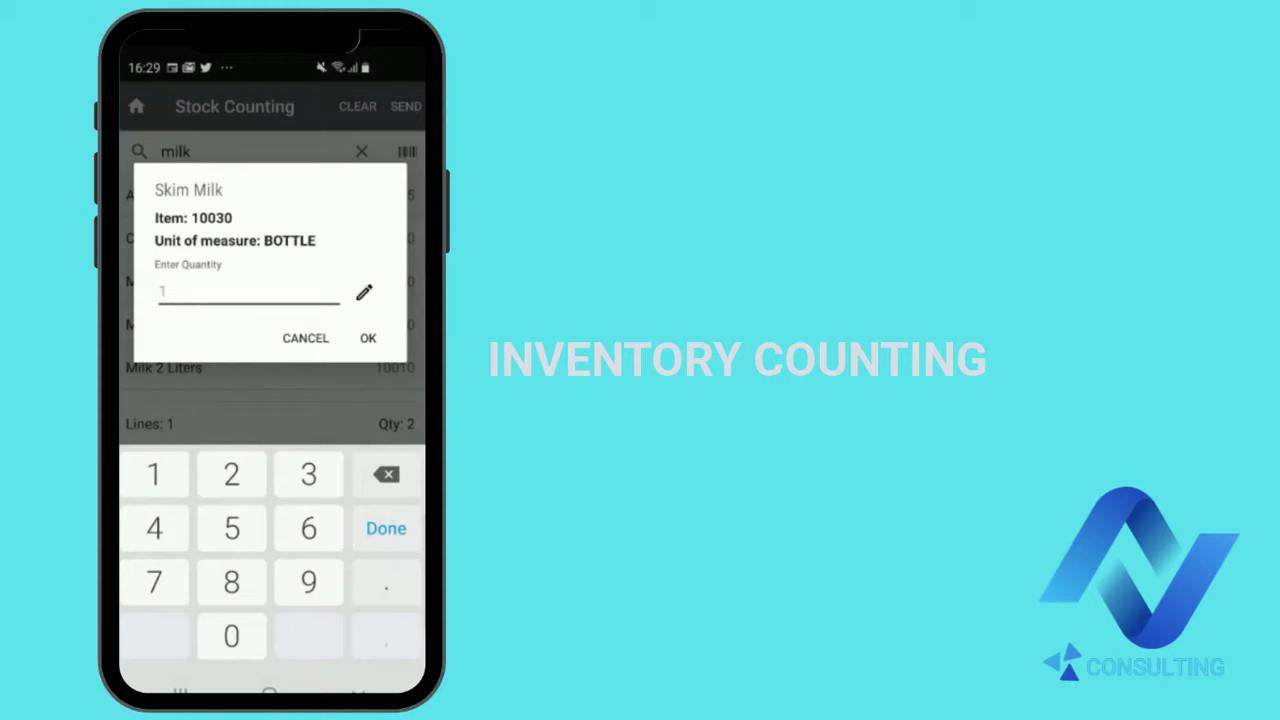 16:29 ...
Stock Counting CLEAR SEND
milk
Skim Milk
Item: 10030
Unit of measure: BOTTLE
Enter Quantity
1
CANCEL OK
Milk 2 Liters 10010
Lines: 1 Qty: 2
1 2 3
4 5 6 Done
7 8 9 .
0 ,
INVENTORY COUNTING
CONSULTING